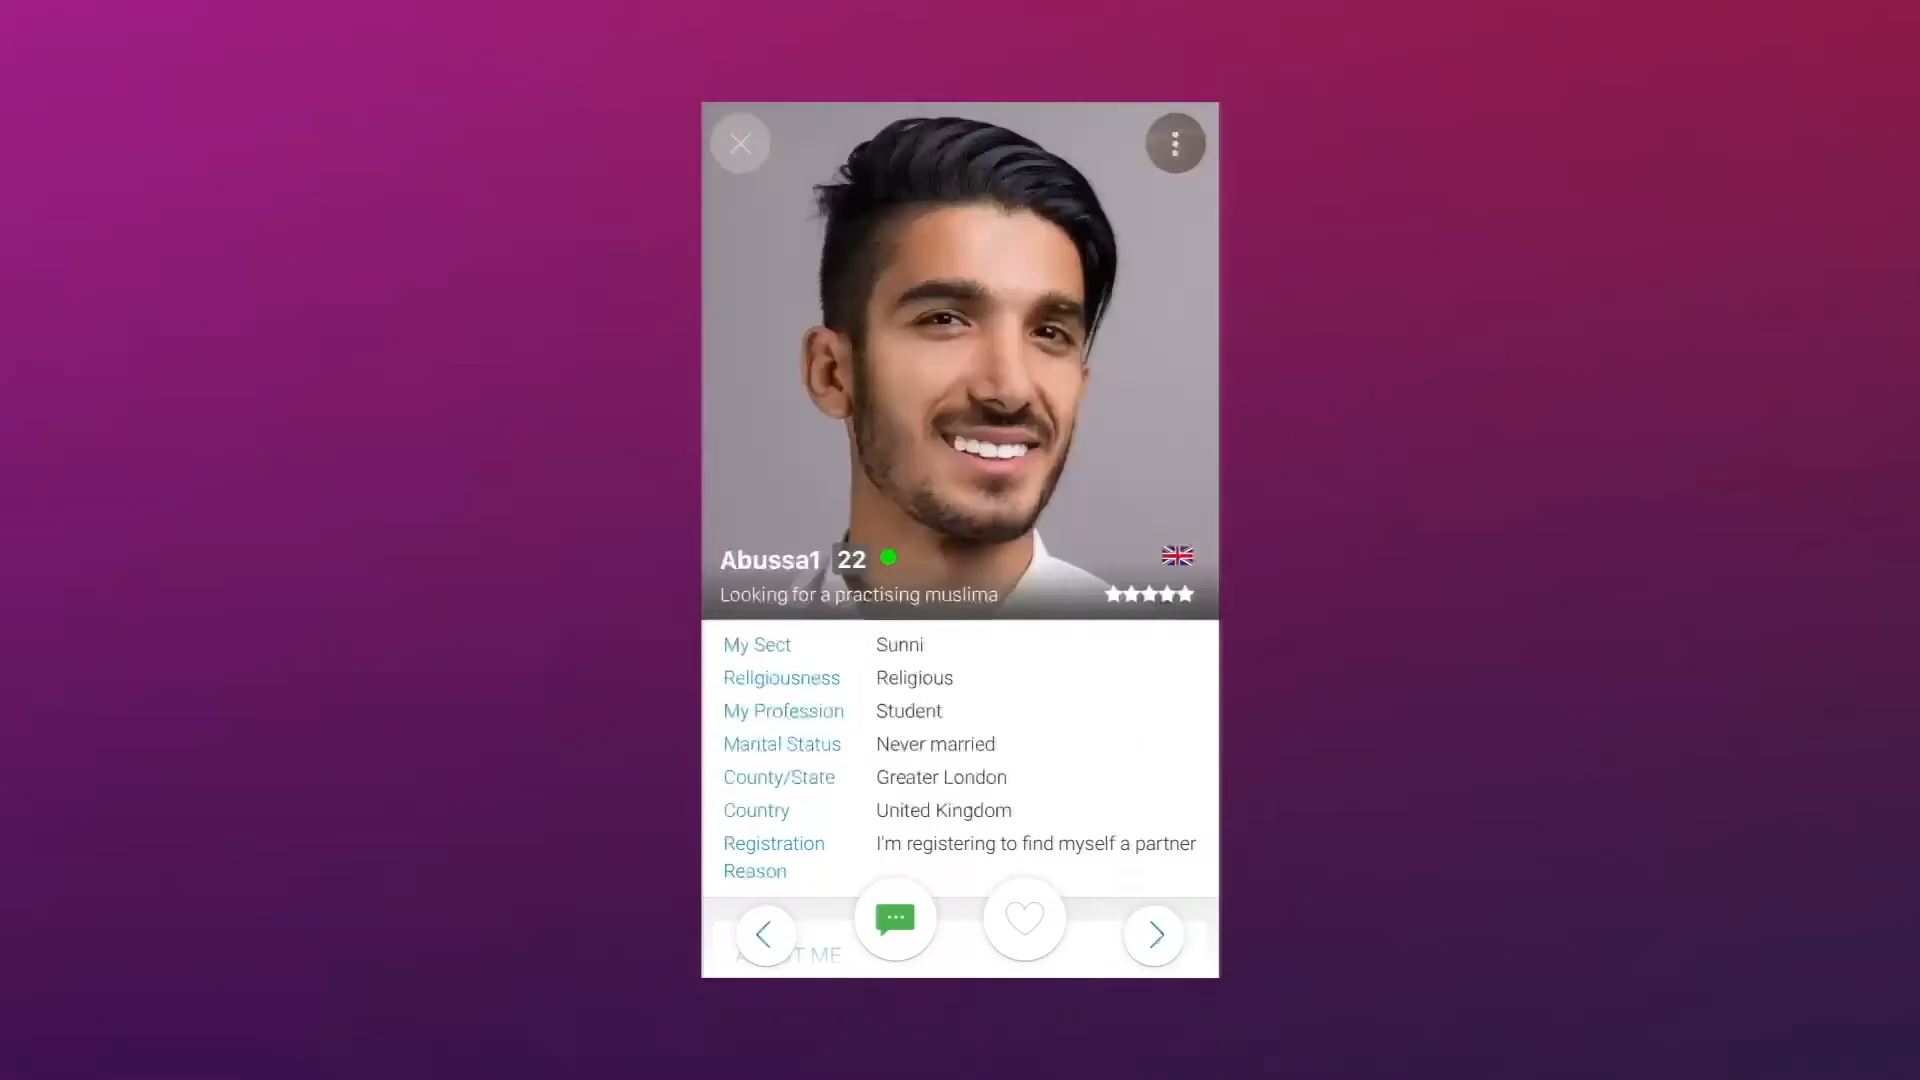 Abussa1 22
Looking for a practising muslima
My Sect Sunni
Religiousness Religious
My Profession Student
Marital Status Never married
County/State Greater London
Country United Kingdom
Registration Reason I'm registering to find myself a partner
ME